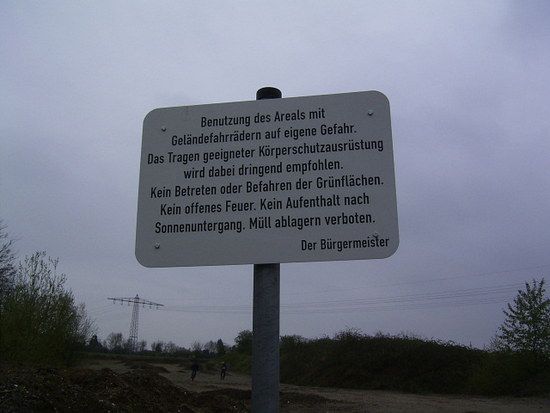 Benutzung des Areals mit
Geländefahrrädern auf eigene Gefahr.
Das Tragen geeigneter Körperschutzausrüstung
wird dabei dringend empfohlen.
Kein Betreten oder Befahren der Grünflächen.
Kein offenes Feuer. Kein Aufenthalt nach
Sonnenuntergang. Müll ablagern verboten.
Der Bürgermeister